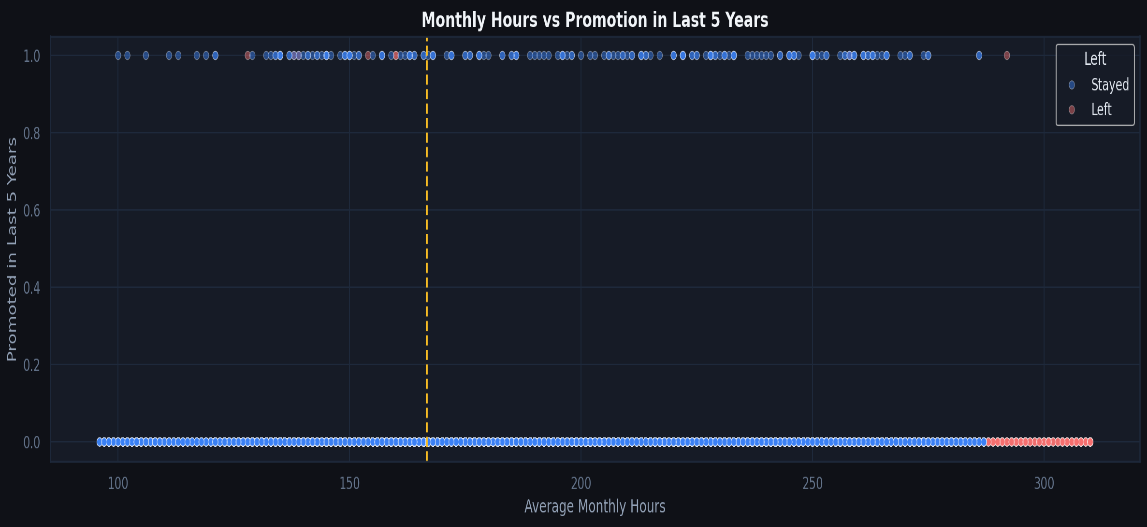 Monthly Hours vs Promotion in Last 5 Years
Promoted in Last 5 Years
1.0
0.8
0.6
0.4
0.2
0.0
Left
Stayed
Left
100
150
200
250
300
Average Monthly Hours